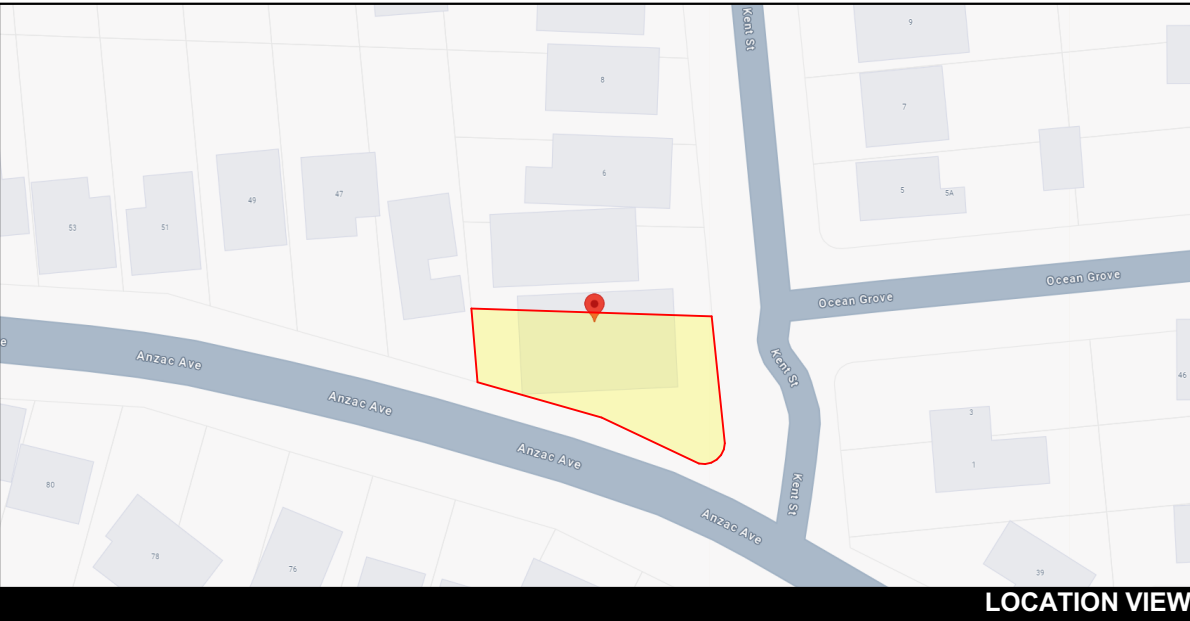 Kent St
9
8
7
6
5
5A
47
49
51
53
Ocean Grove
Ocean Grove
e
Anzac Ave
Anzac Ave
Kent St
46
3
1
Anzac Ave
Kent St
Anzac Ave
80
78
76
39
LOCATION VIEW